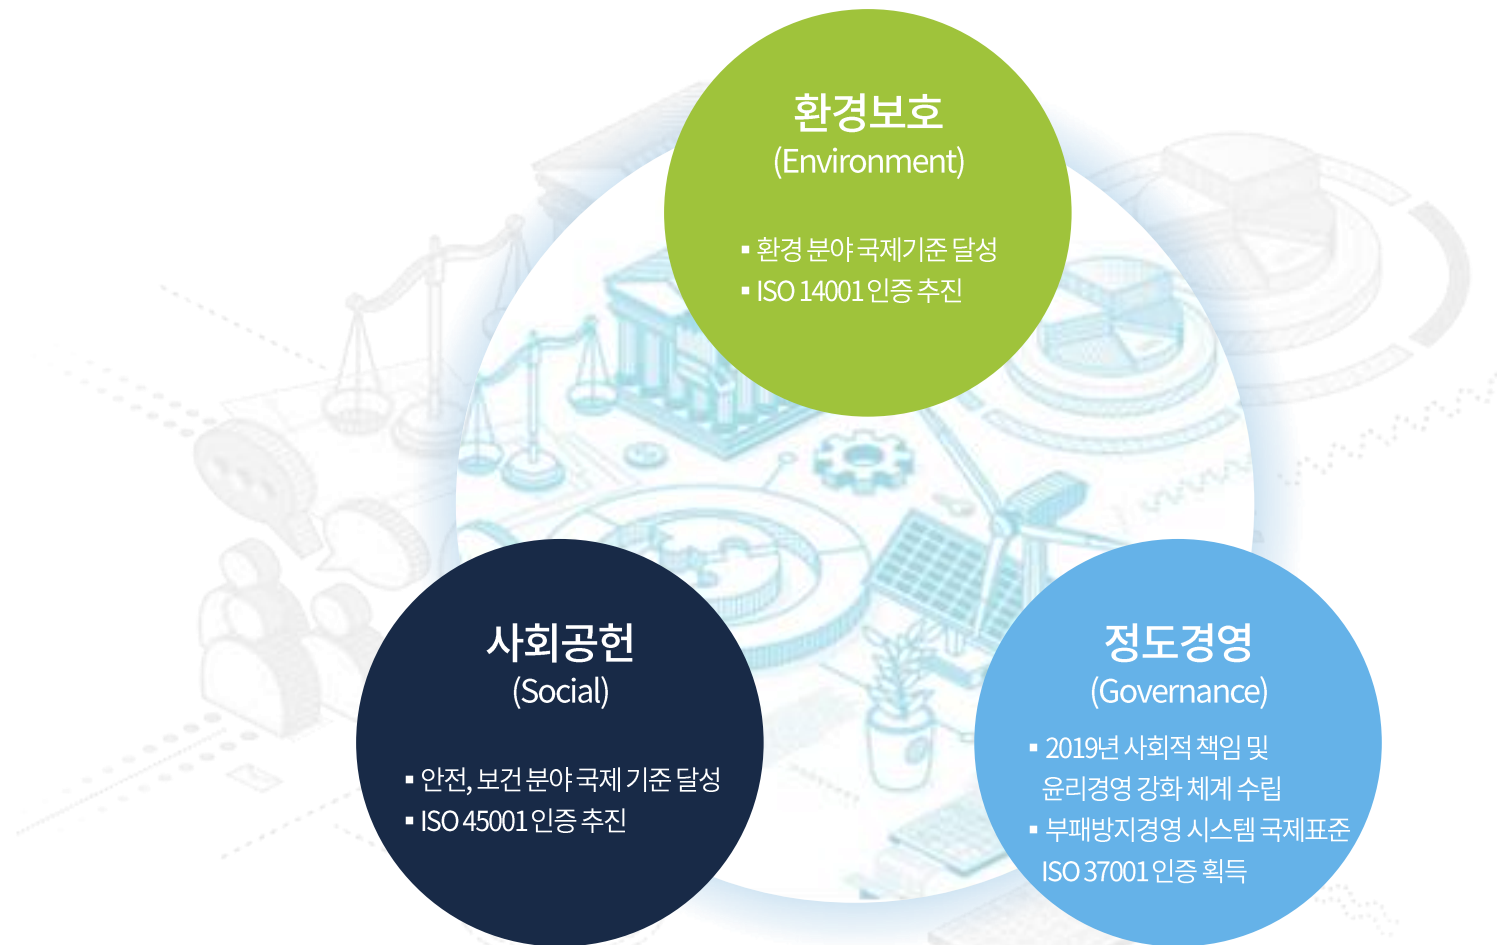 환경보호
(Environment)
▪ 환경 분야 국제기준 달성
▪ ISO 14001 인증 추진
사회공헌
(Social)
▪ 안전, 보건 분야 국제 기준 달성
▪ ISO 45001 인증 추진
정도경영
(Governance)
▪ 2019년 사회적 책임 및
윤리경영 강화 체계 수립
▪ 부패방지경영 시스템 국제표준
ISO 37001 인증 획득